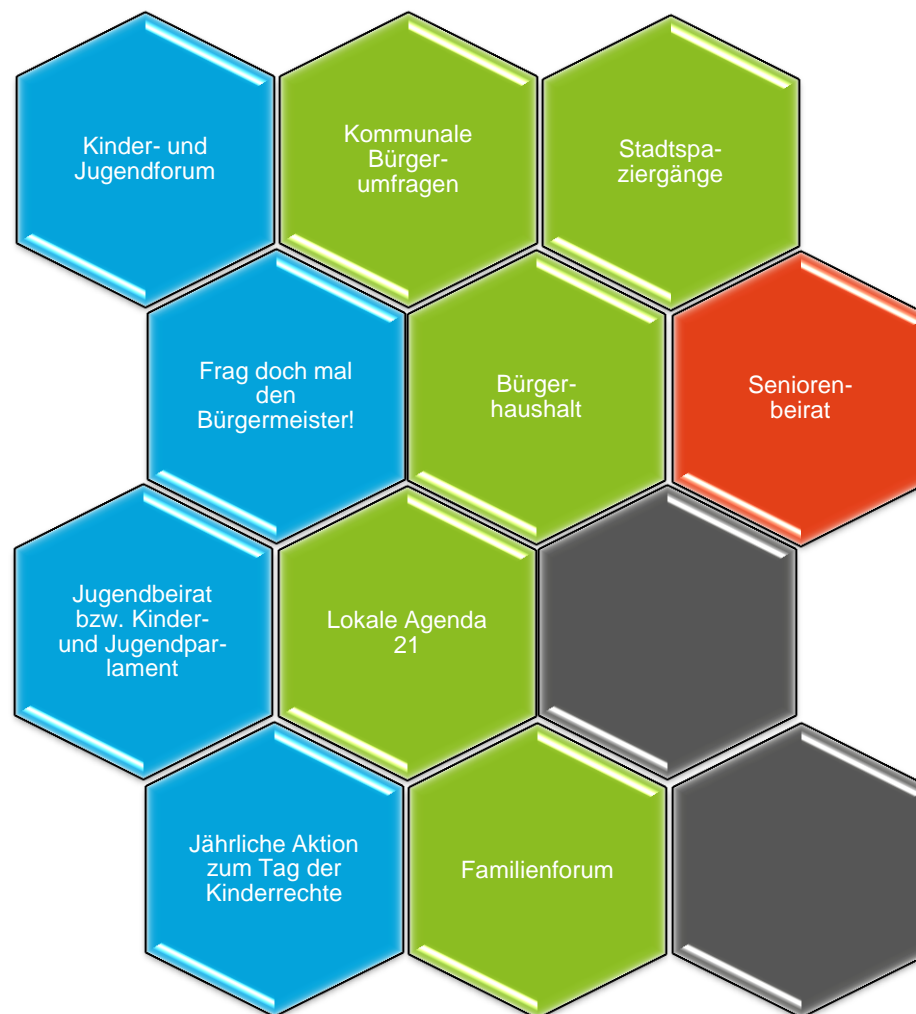 Kinder- und
Jugendforum
Kommunale
Bürger-
umfragen
Stadtspa-
ziergänge
Frag doch mal
den
Bürgermeister!
Bürger-
haushalt
Senioren-
beirat
Jugendbeirat
bzw. Kinder-
und Jugendpar-
lament
Lokale Agenda
21
Jährliche Aktion
zum Tag der
Kinderrechte
Familienforum